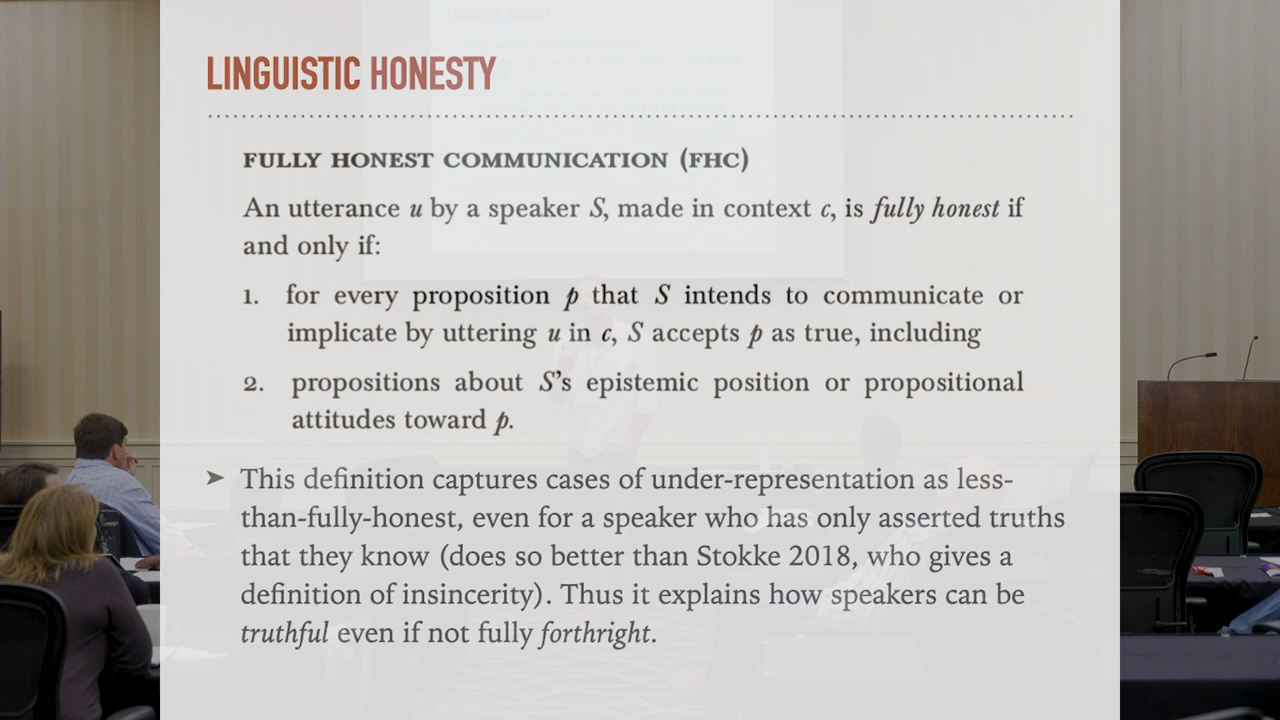 LINGUISTIC HONESTY
FULLY HONEST COMMUNICATION (FHC)
An utterance u by a speaker S, made in context c, is fully honest if
and only if:
1. for every proposition p that S intends to communicate or
implicate by uttering u in c, S accepts p as true, including
2. propositions about S's epistemic position or propositional
attitudes toward p.
➤ This definition captures cases of under-representation as less-
than-fully-honest, even for a speaker who has only asserted truths
that they know (does so better than Stokke 2018, who gives a
definition of insincerity). Thus it explains how speakers can be
truthful even if not fully forthright.